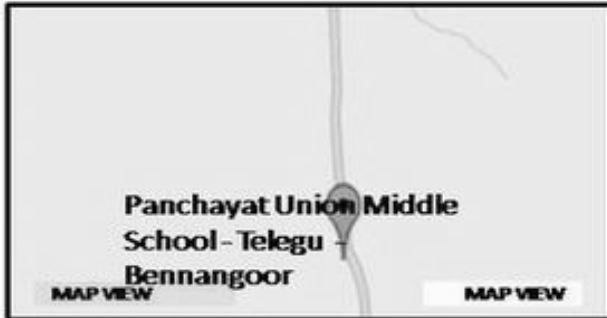 Panchayat Union Middle
School - Telegu -
Bennangoor
MAP VIEW
MAP VIEW